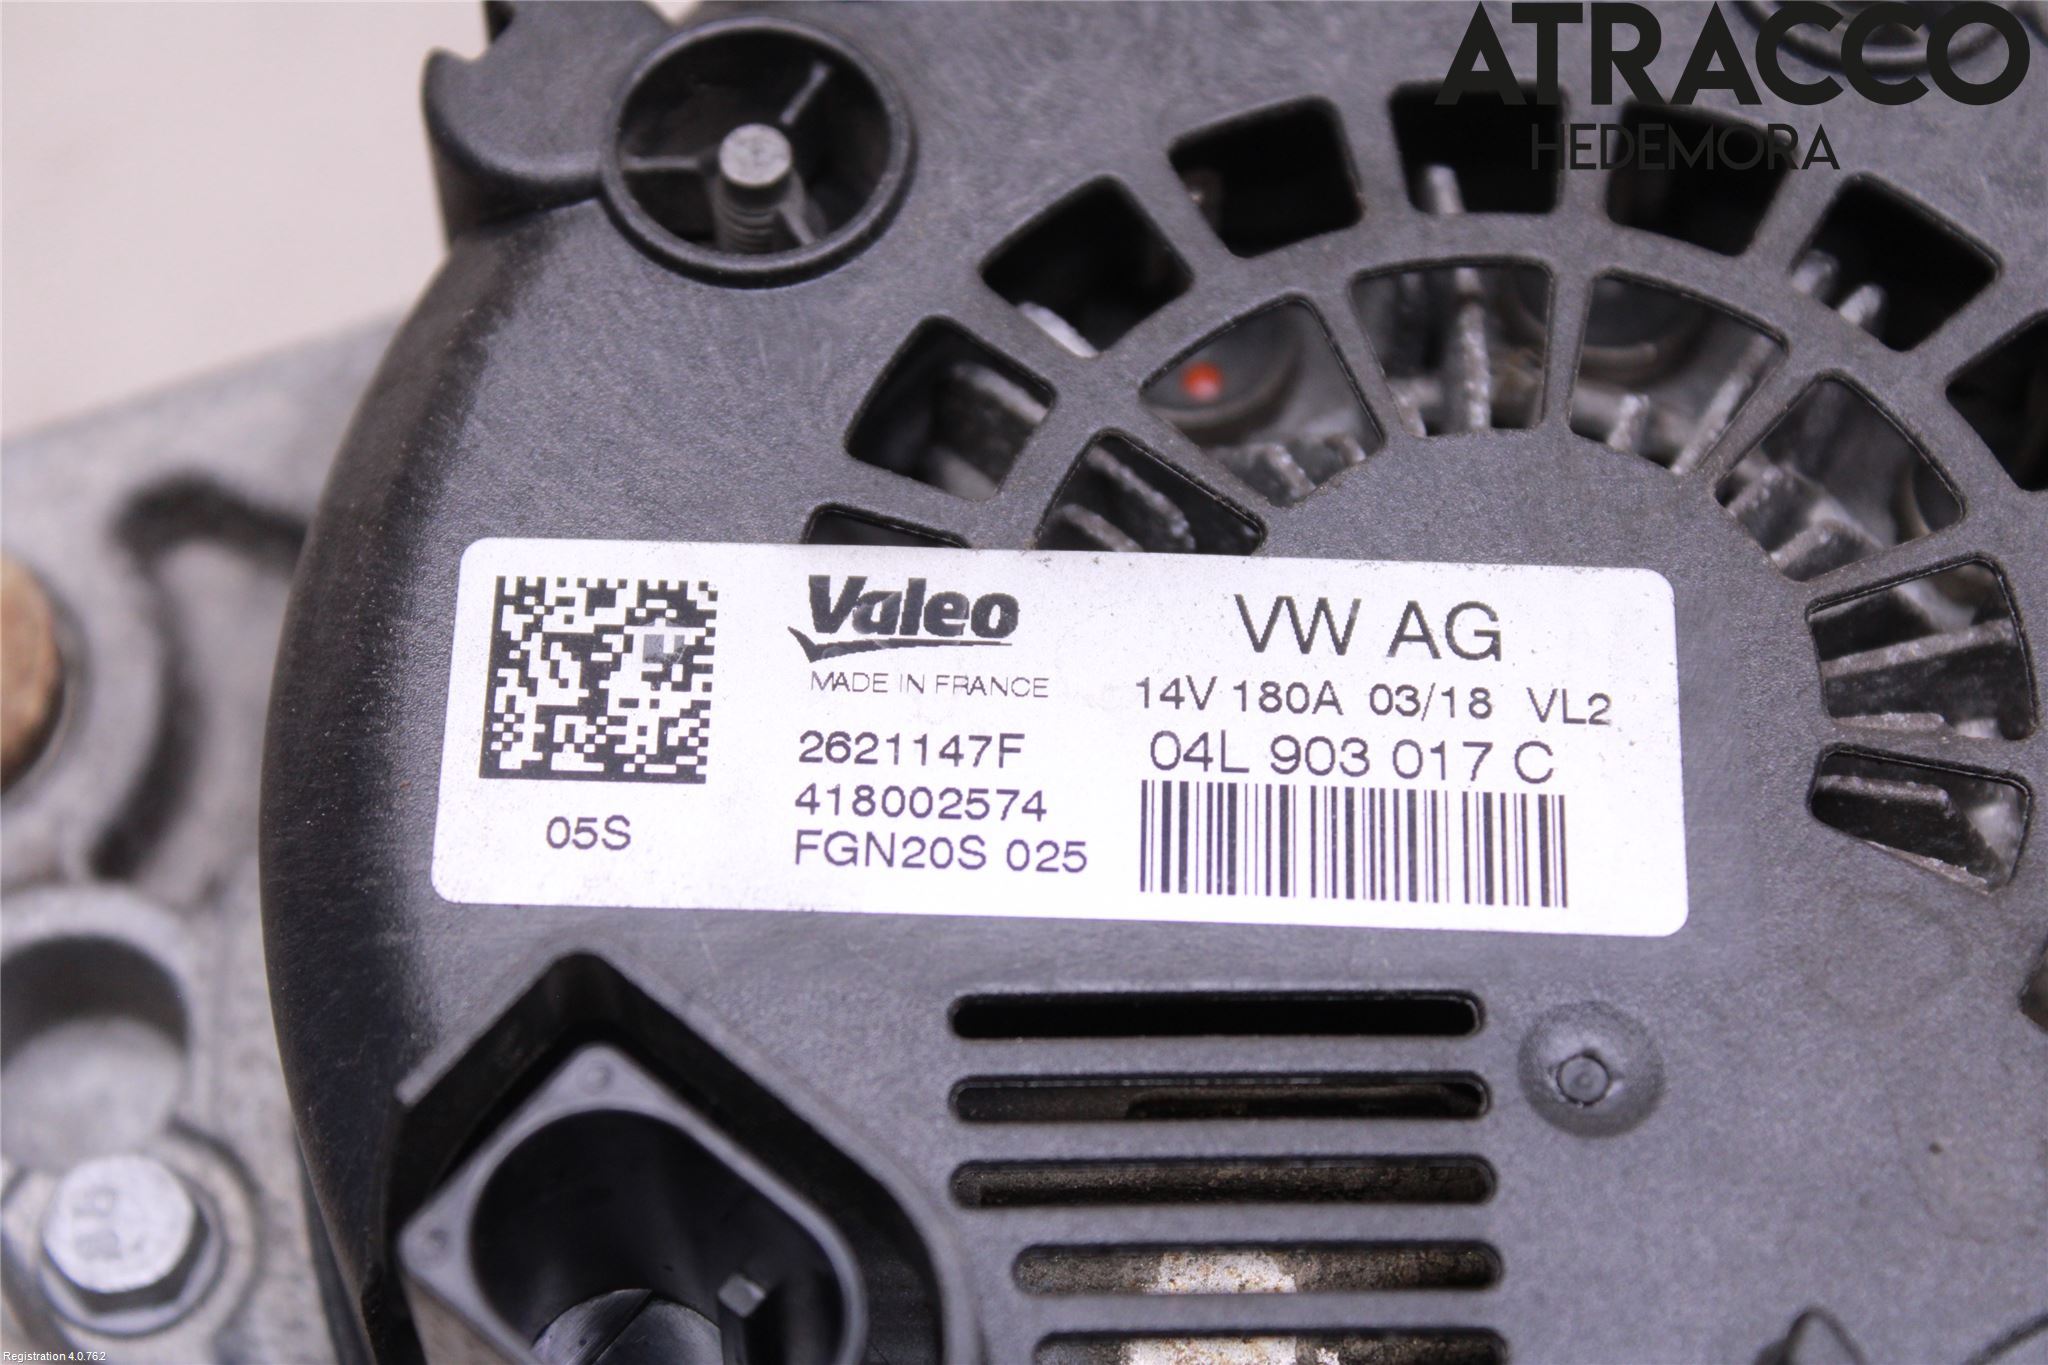 ATRACCO
HEDEMORA
Valeo
MADE IN FRANCE
2621147F
418002574
FGN20S 025
05S
VW AG
14V 180A 03/18 VL2
04L 903 017 C
Registration 4.0.762